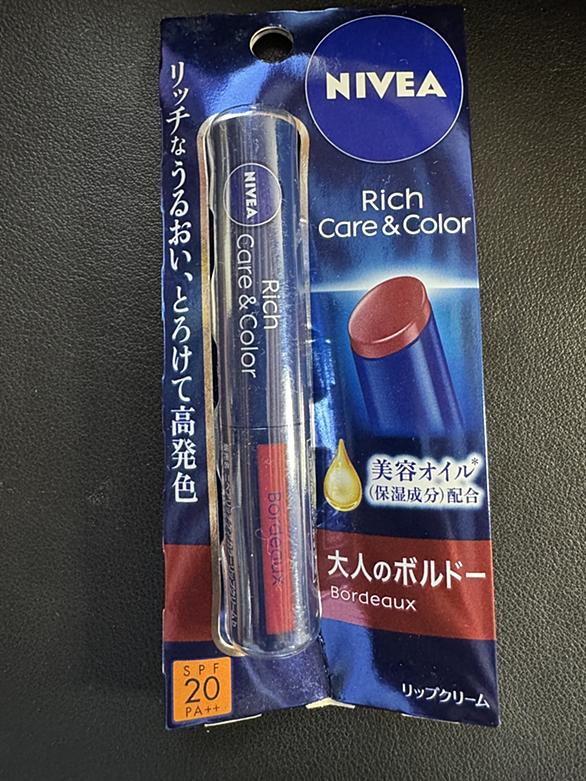 NIVEA
Rich
Care & Color
リッチなうるおい、とろけて高発色
NIVEA
Rich
Care & Color
Bordeaux
美容オイル*
(保湿成分)配合
大人のボルドー
Bordeaux
SPF
20
PA++
リップクリーム